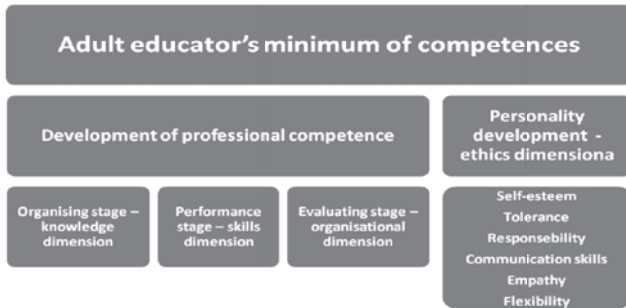 Adult educator's minimum of competences
Development of professional competence
Personality
development -
ethics dimensiona
Organising stage –
knowledge
dimension
Performance
stage – skills
dimension
Evaluating stage –
organisational
dimension
Self-esteem
Tolerance
Responsebility
Communication skills
Empathy
Flexibility